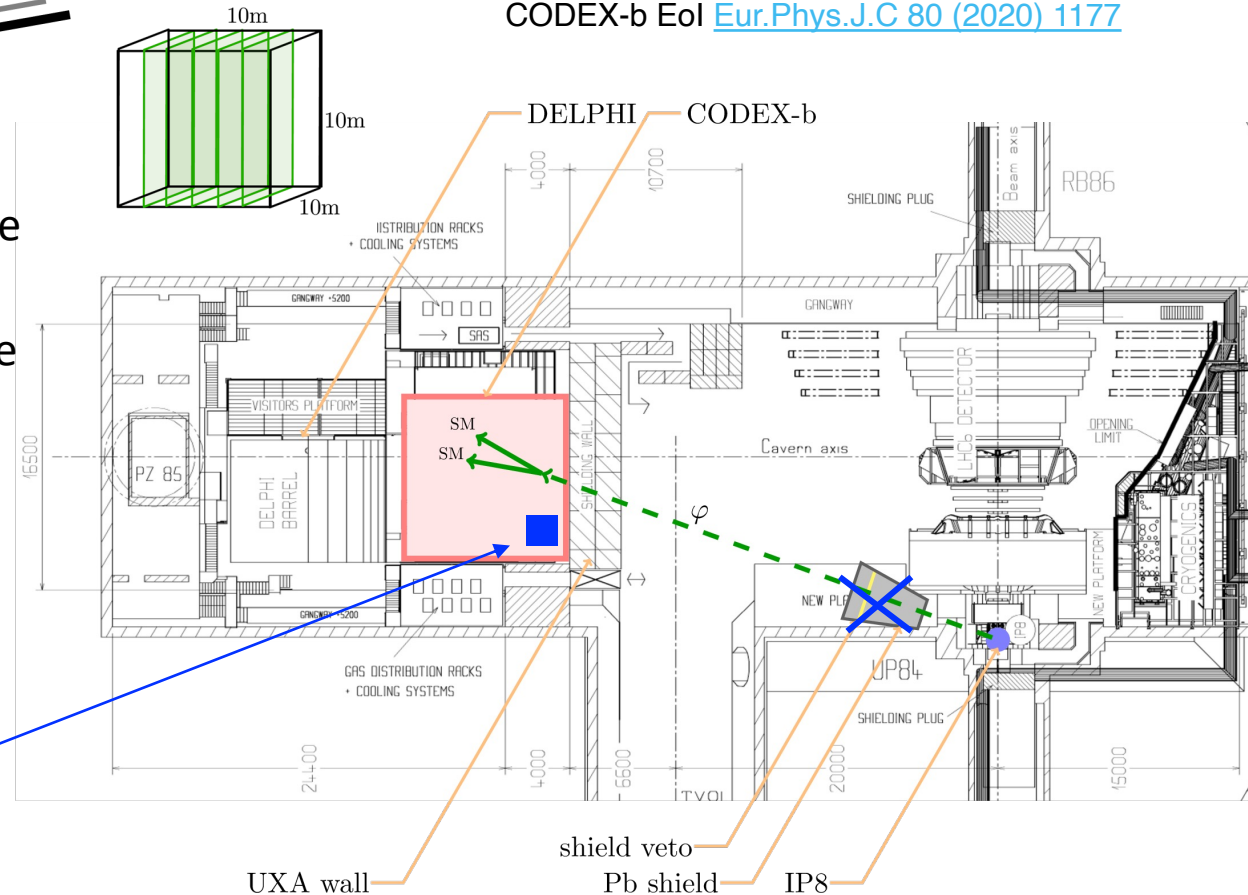 CODEX-b EoI Eur.Phys.J.C 80 (2020) 1177
10m
10m
10m
DELPHI
CODEX-b
4000
10700
Beam axis
RB86
SHIELDING PLUG
e
e
DISTRIBUTION RACKS
+ COOLING SYSTEMS
GANGWAY +5200
SAS
GANGWAY
VISITORS PLATFORM
SM
SM
SHIELDING WALL
LHCb DETECTOR
OPENING
LIMIT
Cavern axis
16500
PZ 85
DELPHI
BARREL
φ
CRYOGENICS
NEW PLATFORM
NEW PLA
IP8
GANGWAY +5200
GAS DISTRIBUTION RACKS
+ COOLING SYSTEMS
UP84
SHIELDING PLUG
24400
4000
6600
20000
15000
shield veto
UXA wall
Pb shield
IP8